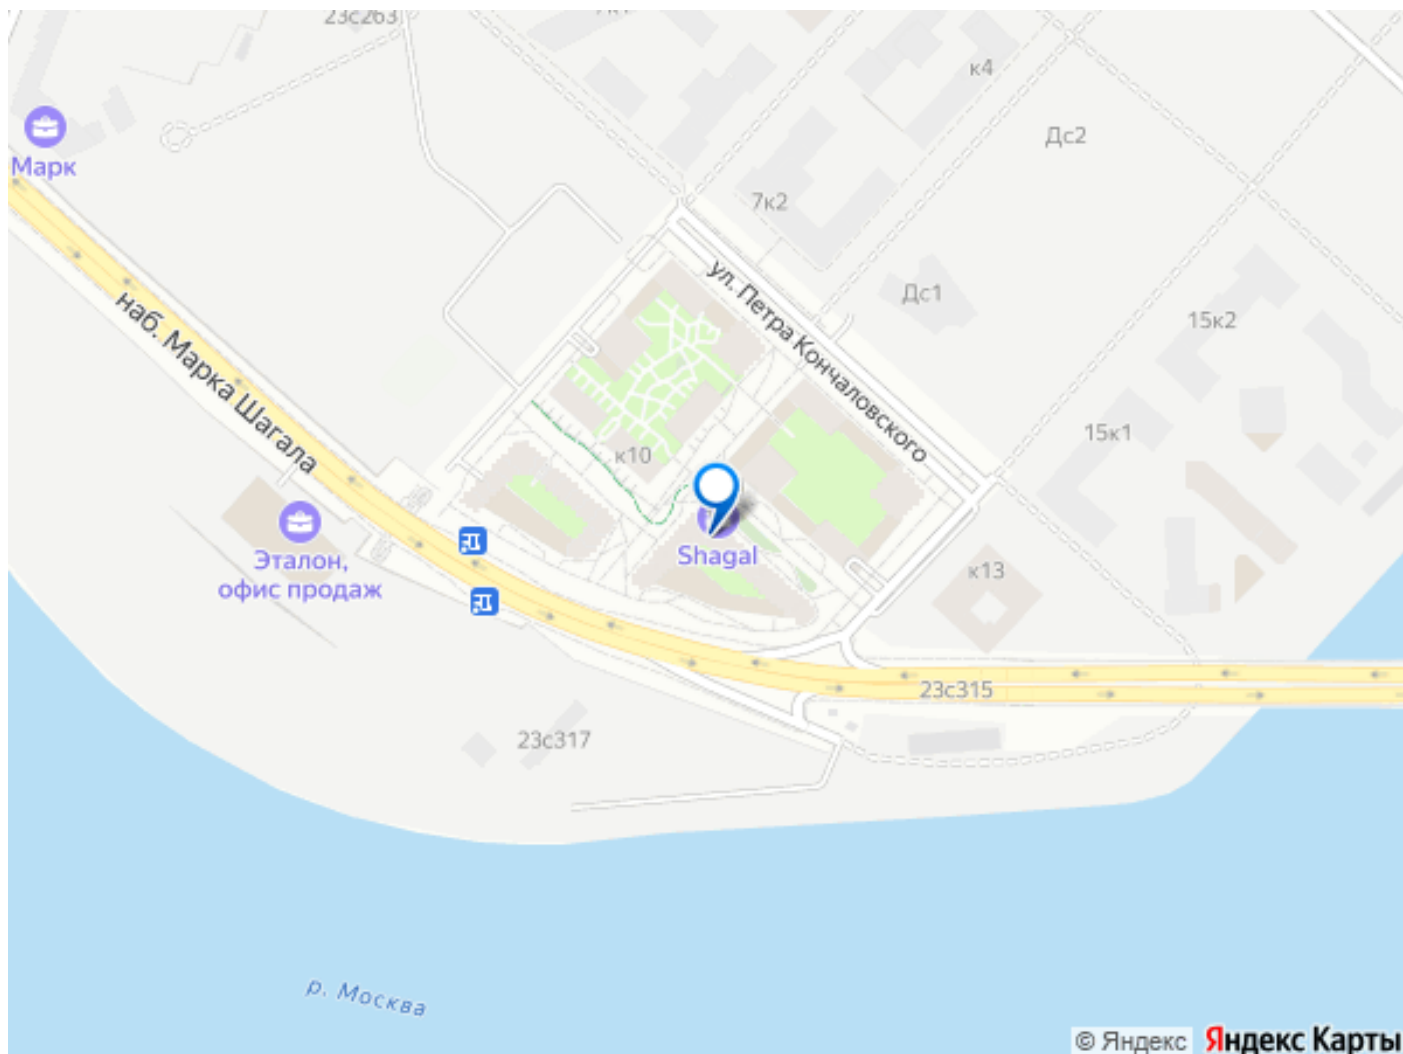 23с263
к4
Марк
Дс2
7к2
ул. Петра Кончаловского
Дс1
15к2
наб. Марка Шагала
15к1
к10
Shagal
Эталон,
офис продаж
к13
23с315
23с317
р. Москва
© Яндекс Яндекс Карты